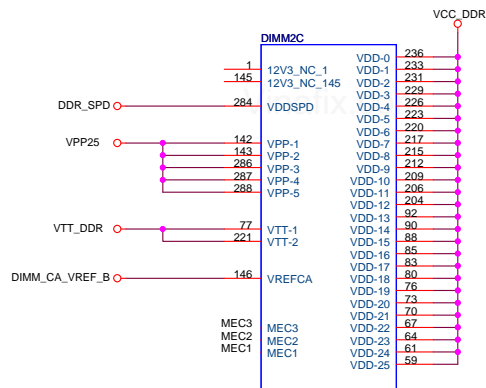 VCC_DDR
DIMM2C
1 12V3_NC_1
145 12V3_NC_145
DDR_SPD 284 VDDSPD
VPP25 142 VPP-1
143 VPP-2
286 VPP-3
287 VPP-4
288 VPP-5
VTT_DDR 77 VTT-1
221 VTT-2
DIMM_CA_VREF_B 146 VREFCA
MEC3 MEC3
MEC2 MEC2
MEC1 MEC1
VDD-0 236
VDD-1 233
VDD-2 231
VDD-3 229
VDD-4 226
VDD-5 223
VDD-6 220
VDD-7 217
VDD-8 215
VDD-9 212
VDD-10 209
VDD-11 206
VDD-12 204
VDD-13 92
VDD-14 90
VDD-15 88
VDD-16 85
VDD-17 83
VDD-18 80
VDD-19 76
VDD-20 73
VDD-21 70
VDD-22 67
VDD-23 64
VDD-24 61
VDD-25 59